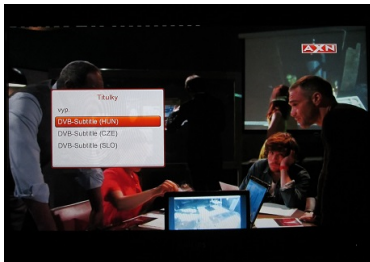 AXN
Titulky
vyp.
DVB-Subtitle (HUN)
DVB-Subtitle (CZE)
DVB-Subtitle (SLO)